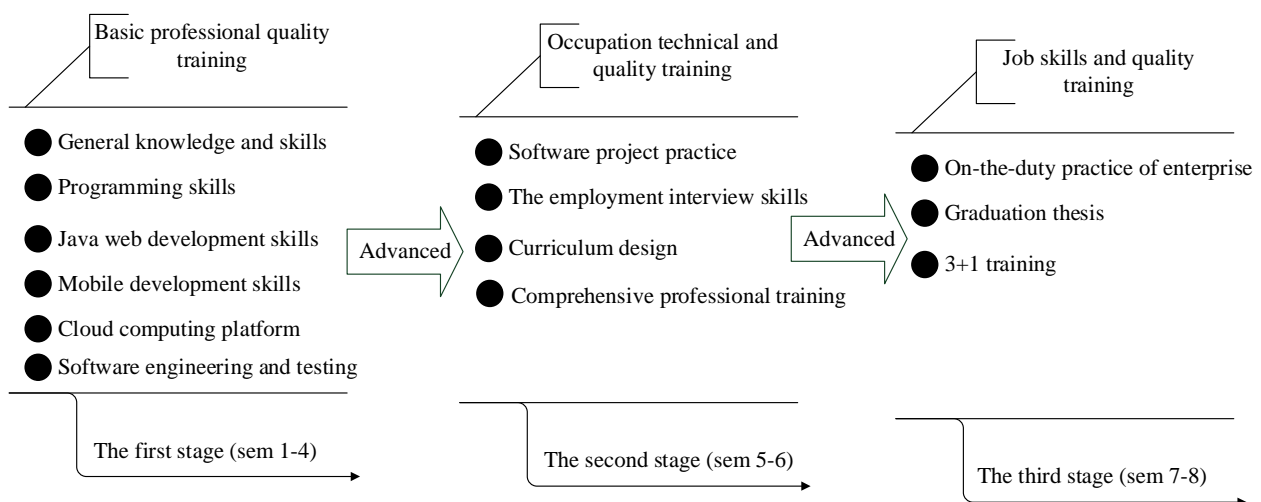 Basic professional quality
training
General knowledge and skills
Programming skills
Java web development skills
Mobile development skills
Cloud computing platform
Software engineering and testing
The first stage (sem 1-4)
Advanced
Occupation technical and
quality training
Software project practice
The employment interview skills
Curriculum design
Comprehensive professional training
The second stage (sem 5-6)
Advanced
Job skills and quality
training
On-the-duty practice of enterprise
Graduation thesis
3+1 training
The third stage (sem 7-8)